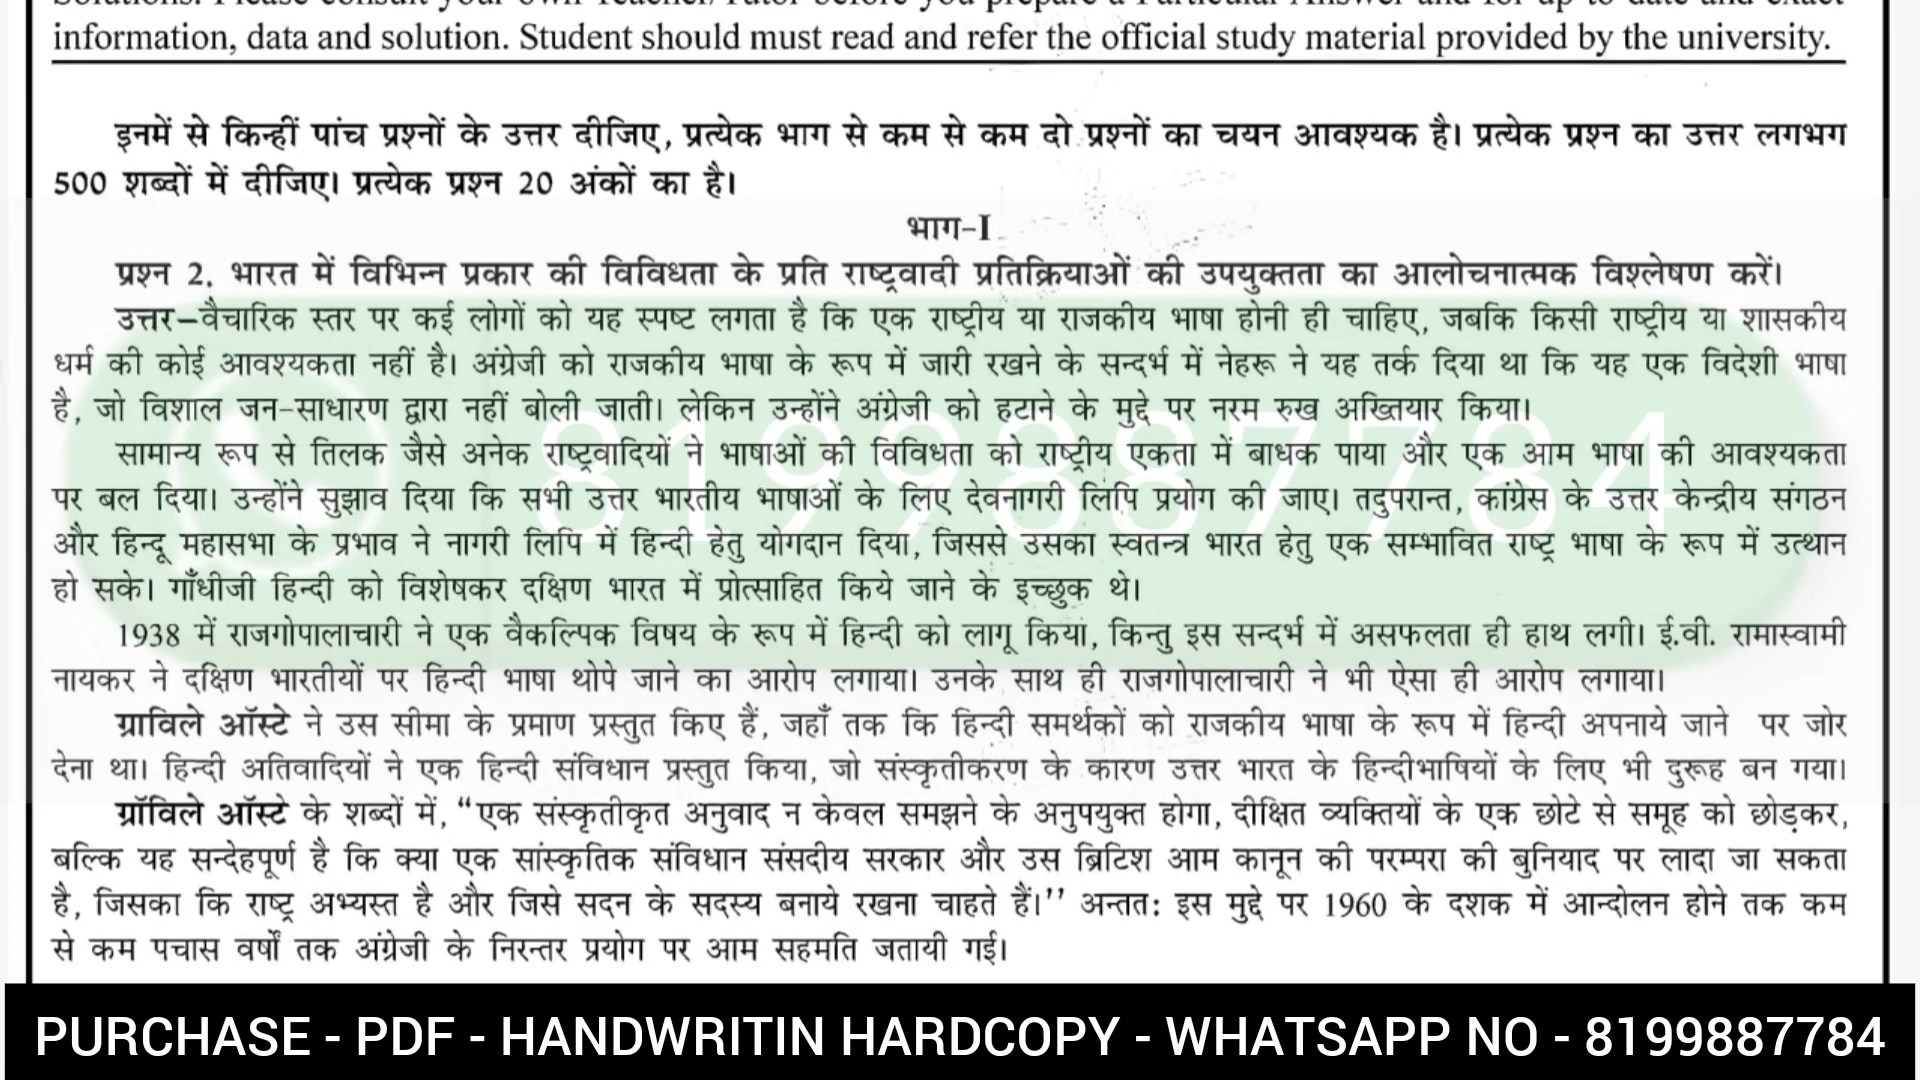 Solutions. Please consult your own Teacher/Tutor before you prepare a Particular Answer and for up-to-date and exact
information, data and solution. Student should must read and refer the official study material provided by the university.
इनमें से किन्हीं पांच प्रश्नों के उत्तर दीजिए, प्रत्येक भाग से कम से कम दो प्रश्नों का चयन आवश्यक है। प्रत्येक प्रश्न का उत्तर लगभग
500 शब्दों में दीजिए। प्रत्येक प्रश्न 20 अंकों का है।
भाग-I
प्रश्न 2. भारत में विभिन्न प्रकार की विविधता के प्रति राष्ट्रवादी प्रतिक्रियाओं की उपयुक्तता का आलोचनात्मक विश्लेषण करें।
उत्तर–वैचारिक स्तर पर कई लोगों को यह स्पष्ट लगता है कि एक राष्ट्रीय या राजकीय भाषा होनी ही चाहिए, जबकि किसी राष्ट्रीय या शासकीय
धर्म की कोई आवश्यकता नहीं है। अंग्रेजी को राजकीय भाषा के रूप में जारी रखने के सन्दर्भ में नेहरू ने यह तर्क दिया था कि यह एक विदेशी भाषा
है, जो विशाल जन-साधारण द्वारा नहीं बोली जाती। लेकिन उन्होंने अंग्रेजी को हटाने के मुद्दे पर नरम रुख अख्तियार किया।
सामान्य रूप से तिलक जैसे अनेक राष्ट्रवादियों ने भाषाओं की विविधता को राष्ट्रीय एकता में बाधक पाया और एक आम भाषा की आवश्यकता
पर बल दिया। उन्होंने सुझाव दिया कि सभी उत्तर भारतीय भाषाओं के लिए देवनागरी लिपि प्रयोग की जाए। तदुपरान्त, कांग्रेस के उत्तर केन्द्रीय संगठन
और हिन्दू महासभा के प्रभाव ने नागरी लिपि में हिन्दी हेतु योगदान दिया, जिससे उसका स्वतन्त्र भारत हेतु एक सम्भावित राष्ट्र भाषा के रूप में उत्थान
हो सके। गाँधीजी हिन्दी को विशेषकर दक्षिण भारत में प्रोत्साहित किये जाने के इच्छुक थे।
8199887784
1938 में राजगोपालाचारी ने एक वैकल्पिक विषय के रूप में हिन्दी को लागू किया, किन्तु इस सन्दर्भ में असफलता ही हाथ लगी। ई.वी. रामास्वामी
नायकर ने दक्षिण भारतीयों पर हिन्दी भाषा थोपे जाने का आरोप लगाया। उनके साथ ही राजगोपालाचारी ने भी ऐसा ही आरोप लगाया।
ग्राविले ऑस्टे ने उस सीमा के प्रमाण प्रस्तुत किए हैं, जहाँ तक कि हिन्दी समर्थकों को राजकीय भाषा के रूप में हिन्दी अपनाये जाने पर जोर
देना था। हिन्दी अतिवादियों ने एक हिन्दी संविधान प्रस्तुत किया, जो संस्कृतीकरण के कारण उत्तर भारत के हिन्दीभाषियों के लिए भी दुरूह बन गया।
ग्रॉविले ऑस्टे के शब्दों में, “एक संस्कृतीकृत अनुवाद न केवल समझने के अनुपयुक्त होगा, दीक्षित व्यक्तियों के एक छोटे से समूह को छोड़कर,
बल्कि यह सन्देहपूर्ण है कि क्या एक सांस्कृतिक संविधान संसदीय सरकार और उस ब्रिटिश आम कानून की परम्परा की बुनियाद पर लादा जा सकता
है, जिसका कि राष्ट्र अभ्यस्त है और जिसे सदन के सदस्य बनाये रखना चाहते हैं।’’ अन्ततः इस मुद्दे पर 1960 के दशक में आन्दोलन होने तक कम
से कम पचास वर्षों तक अंग्रेजी के निरन्तर प्रयोग पर आम सहमति जतायी गई।
PURCHASE - PDF - HANDWRITIN HARDCOPY - WHATSAPP NO - 8199887784